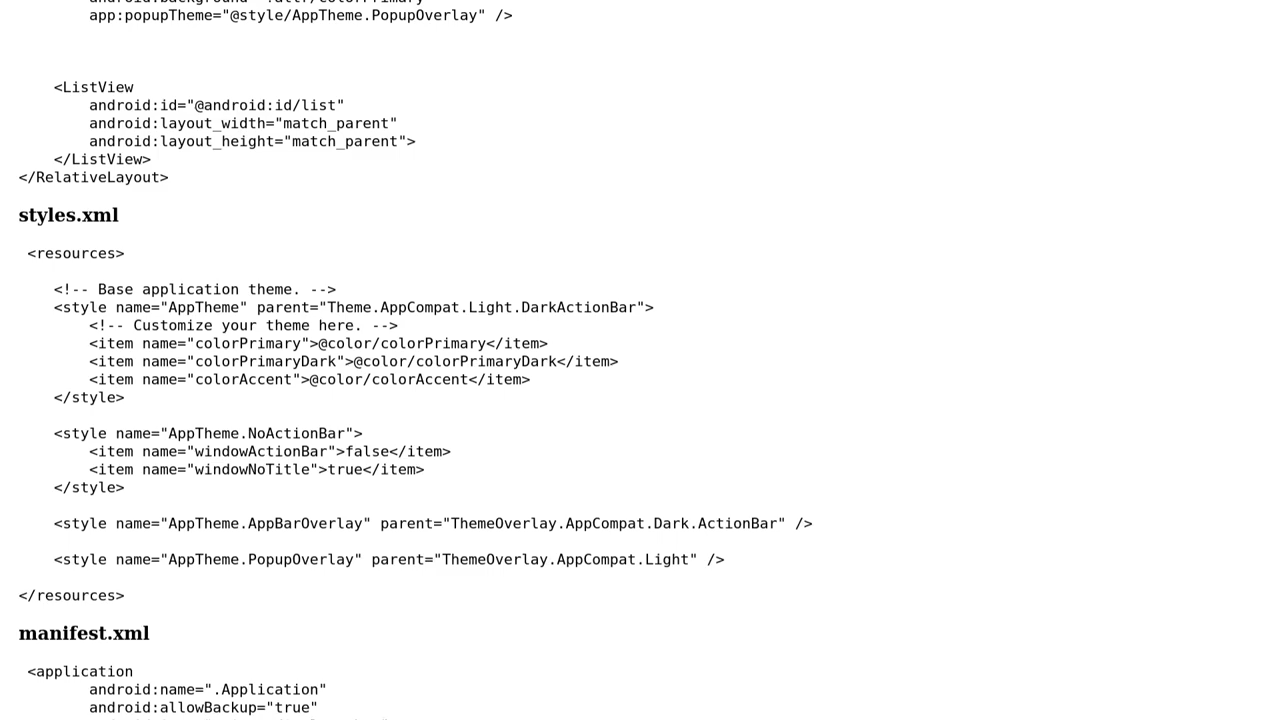 app:popupTheme="@style/AppTheme.PopupOverlay" />
<ListView
android:id="@android:id/list"
android:layout_width="match_parent"
android:layout_height="match_parent">
</ListView>
</RelativeLayout>
styles.xml
<resources>
<!-- Base application theme. -->
<style name="AppTheme" parent="Theme.AppCompat.Light.DarkActionBar">
<!-- Customize your theme here. -->
<item name="colorPrimary">@color/colorPrimary</item>
<item name="colorPrimaryDark">@color/colorPrimaryDark</item>
<item name="colorAccent">@color/colorAccent</item>
</style>
<style name="AppTheme.NoActionBar">
<item name="windowActionBar">false</item>
<item name="windowNoTitle">true</item>
</style>
<style name="AppTheme.AppBarOverlay" parent="ThemeOverlay.AppCompat.Dark.ActionBar" />
<style name="AppTheme.PopupOverlay" parent="ThemeOverlay.AppCompat.Light" />
</resources>
manifest.xml
<application
android:name=".Application"
android:allowBackup="true"